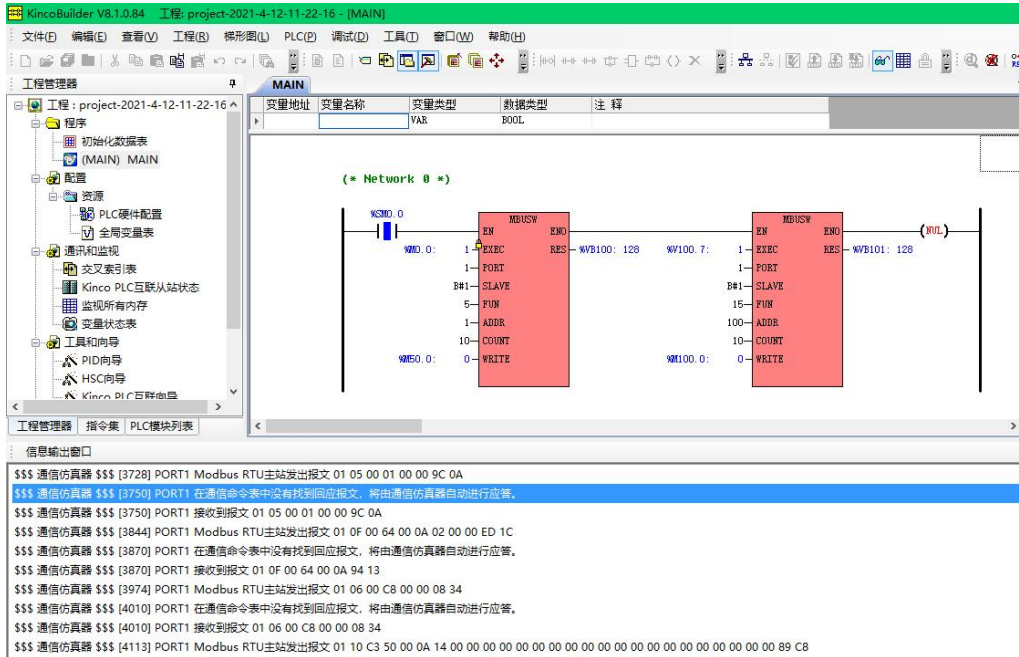 KincoBuilder V8.1.0.84 工程: project-2021-4-12-11-22-16 - [MAIN]
文件(F) 编辑(E) 查看(V) 工程(R) 梯形图(L) PLC(P) 调试(D) 工具(T) 窗口(W) 帮助(H)
工程管理器
工程 : project-2021-4-12-11-22-16
程序
初始化数据表
(MAIN) MAIN
配置
资源
PLC硬件配置
全局变量表
通讯和监视
交叉索引表
Kinco PLC互联从站状态
监视所有内存
变量状态表
工具和向导
PID向导
HSC向导
Kinco PLC互联向导
工程管理器 指令集 PLC模块列表
MAIN
变量地址 变量名称 变量类型 数据类型 注 释
VAR BOOL
(* Network 0 *)
%SM0.0
MBUSW MBUSW
EN ENO EN ENO (NUL)
%M0.0: 1 EXEC RES %VB100: 128 %V100.7: 1 EXEC RES %VB101: 128
1 PORT 1 PORT
B#1 SLAVE B#1 SLAVE
5 FUN 15 FUN
1 ADDR 100 ADDR
10 COUNT 10 COUNT
%M50.0: 0 WRITE %M100.0: 0 WRITE
信息输出窗口
$$$ 通信仿真器 $$$ [3728] PORT1 Modbus RTU主站发出报文 01 05 00 01 00 00 9C 0A
$$$ 通信仿真器 $$$ [3750] PORT1 在通信命令表中没有找到回应报文，将由通信仿真器自动进行应答。
$$$ 通信仿真器 $$$ [3750] PORT1 接收到报文 01 05 00 01 00 00 9C 0A
$$$ 通信仿真器 $$$ [3844] PORT1 Modbus RTU主站发出报文 01 0F 00 64 00 0A 02 00 00 ED 1C
$$$ 通信仿真器 $$$ [3870] PORT1 在通信命令表中没有找到回应报文，将由通信仿真器自动进行应答。
$$$ 通信仿真器 $$$ [3870] PORT1 接收到报文 01 0F 00 64 00 0A 94 13
$$$ 通信仿真器 $$$ [3974] PORT1 Modbus RTU主站发出报文 01 06 00 C8 00 00 08 34
$$$ 通信仿真器 $$$ [4010] PORT1 在通信命令表中没有找到回应报文，将由通信仿真器自动进行应答。
$$$ 通信仿真器 $$$ [4010] PORT1 接收到报文 01 06 00 C8 00 00 08 34
$$$ 通信仿真器 $$$ [4113] PORT1 Modbus RTU主站发出报文 01 10 C3 50 00 0A 14 00 00 00 00 00 00 00 00 00 00 00 00 00 00 00 00 00 00 00 00 89 C8